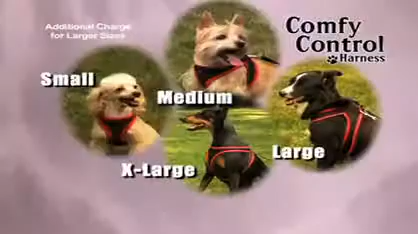 Additional Charge
for Larger Sizes
Comfy
Control
Harness
Small
Medium
X-Large
Large